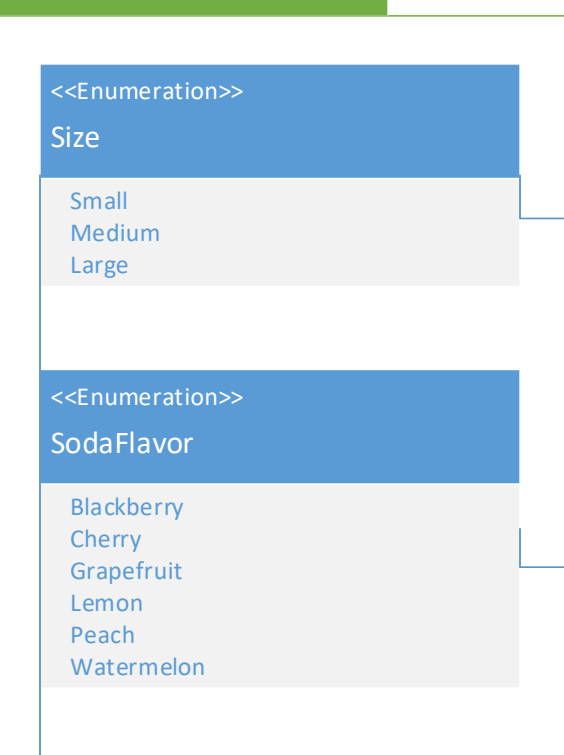 <<Enumeration>>
Size
Small
Medium
Large
<<Enumeration>>
SodaFlavor
Blackberry
Cherry
Grapefruit
Lemon
Peach
Watermelon